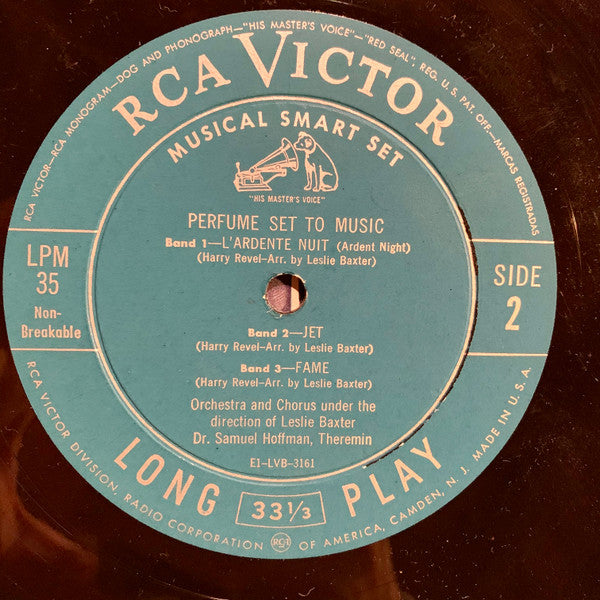 RCA VICTOR—RCA MONOGRAM—DOG AND PHONOGRAPH—"HIS MASTER'S VOICE"—"RED SEAL", REG. U. S. PAT. OFF.—MARCAS REGISTRADAS
RCA VICTOR
MUSICAL SMART SET
"HIS MASTER'S VOICE"
PERFUME SET TO MUSIC
Band 1—L'ARDENTE NUIT (Ardent Night)
(Harry Revel–Arr. by Leslie Baxter)
LPM
35
Non-
Breakable
SIDE
2
Band 2—JET
(Harry Revel–Arr. by Leslie Baxter)
Band 3—FAME
(Harry Revel–Arr. by Leslie Baxter)
Orchestra and Chorus under the
direction of Leslie Baxter
Dr. Samuel Hoffman, Theremin
E1–LVB–3161
LONG PLAY
33⅓
RCA VICTOR DIVISION, RADIO CORPORATION RCA OF AMERICA, CAMDEN, N. J. MADE IN U.S.A.